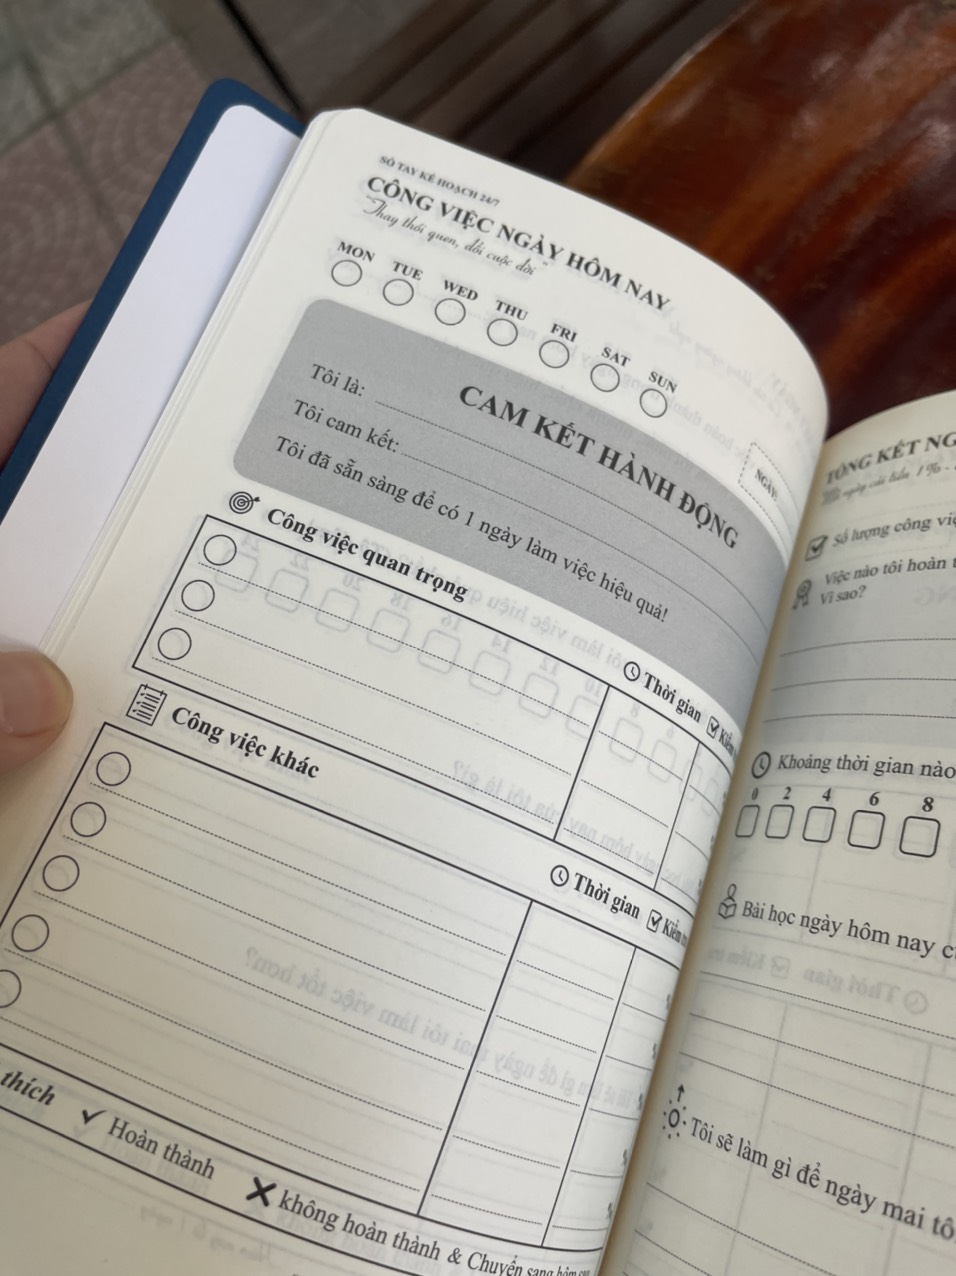 SỔ TAY KẾ HOẠCH 24/7
CÔNG VIỆC NGÀY HÔM NAY
"Thay thói quen, đổi cuộc đời"
MON TUE WED THU FRI SAT SUN
NGÀY
CAM KẾT HÀNH ĐỘNG
Tôi là:
Tôi cam kết:
Tôi đã sẵn sàng để có 1 ngày làm việc hiệu quả!
Công việc quan trọng
Thời gian
Công việc khác
Thời gian
thích
Hoàn thành
không hoàn thành & Chuyển sang hôm
TỔNG KẾT
Số lượng công
Việc nào tôi hoàn
Vì sao?
Khoảng thời gian nào
0 2 4 6 8
Bài học ngày hôm nay
Tôi sẽ làm gì để ngày mai